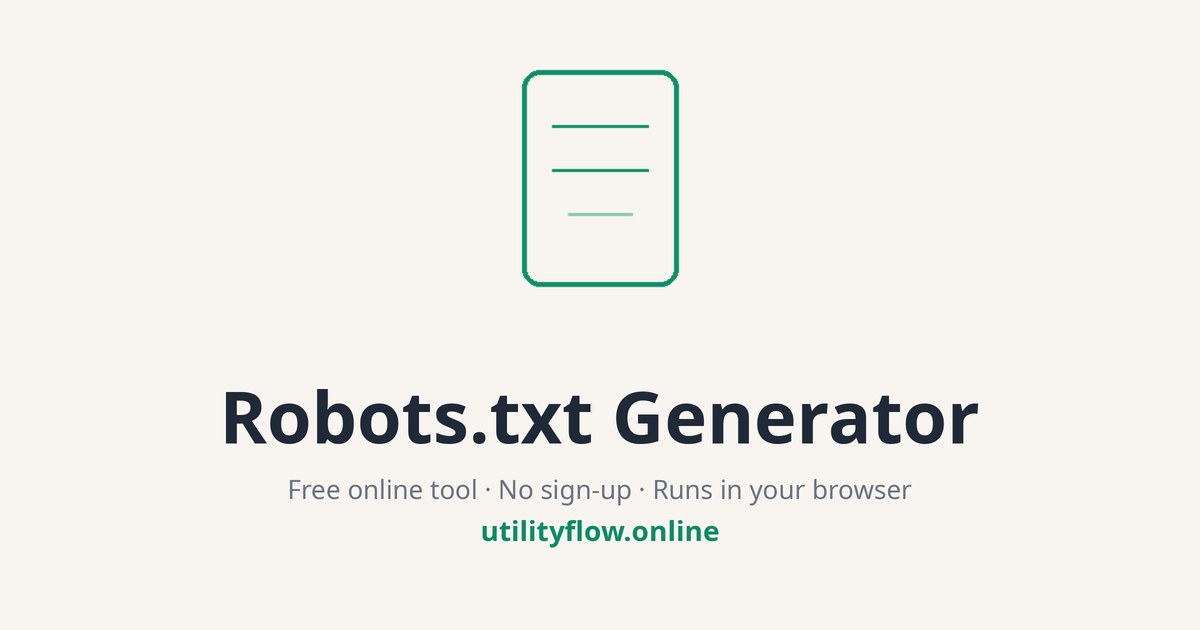 Robots.txt Generator
Free online tool · No sign-up · Runs in your browser
utilityflow.online